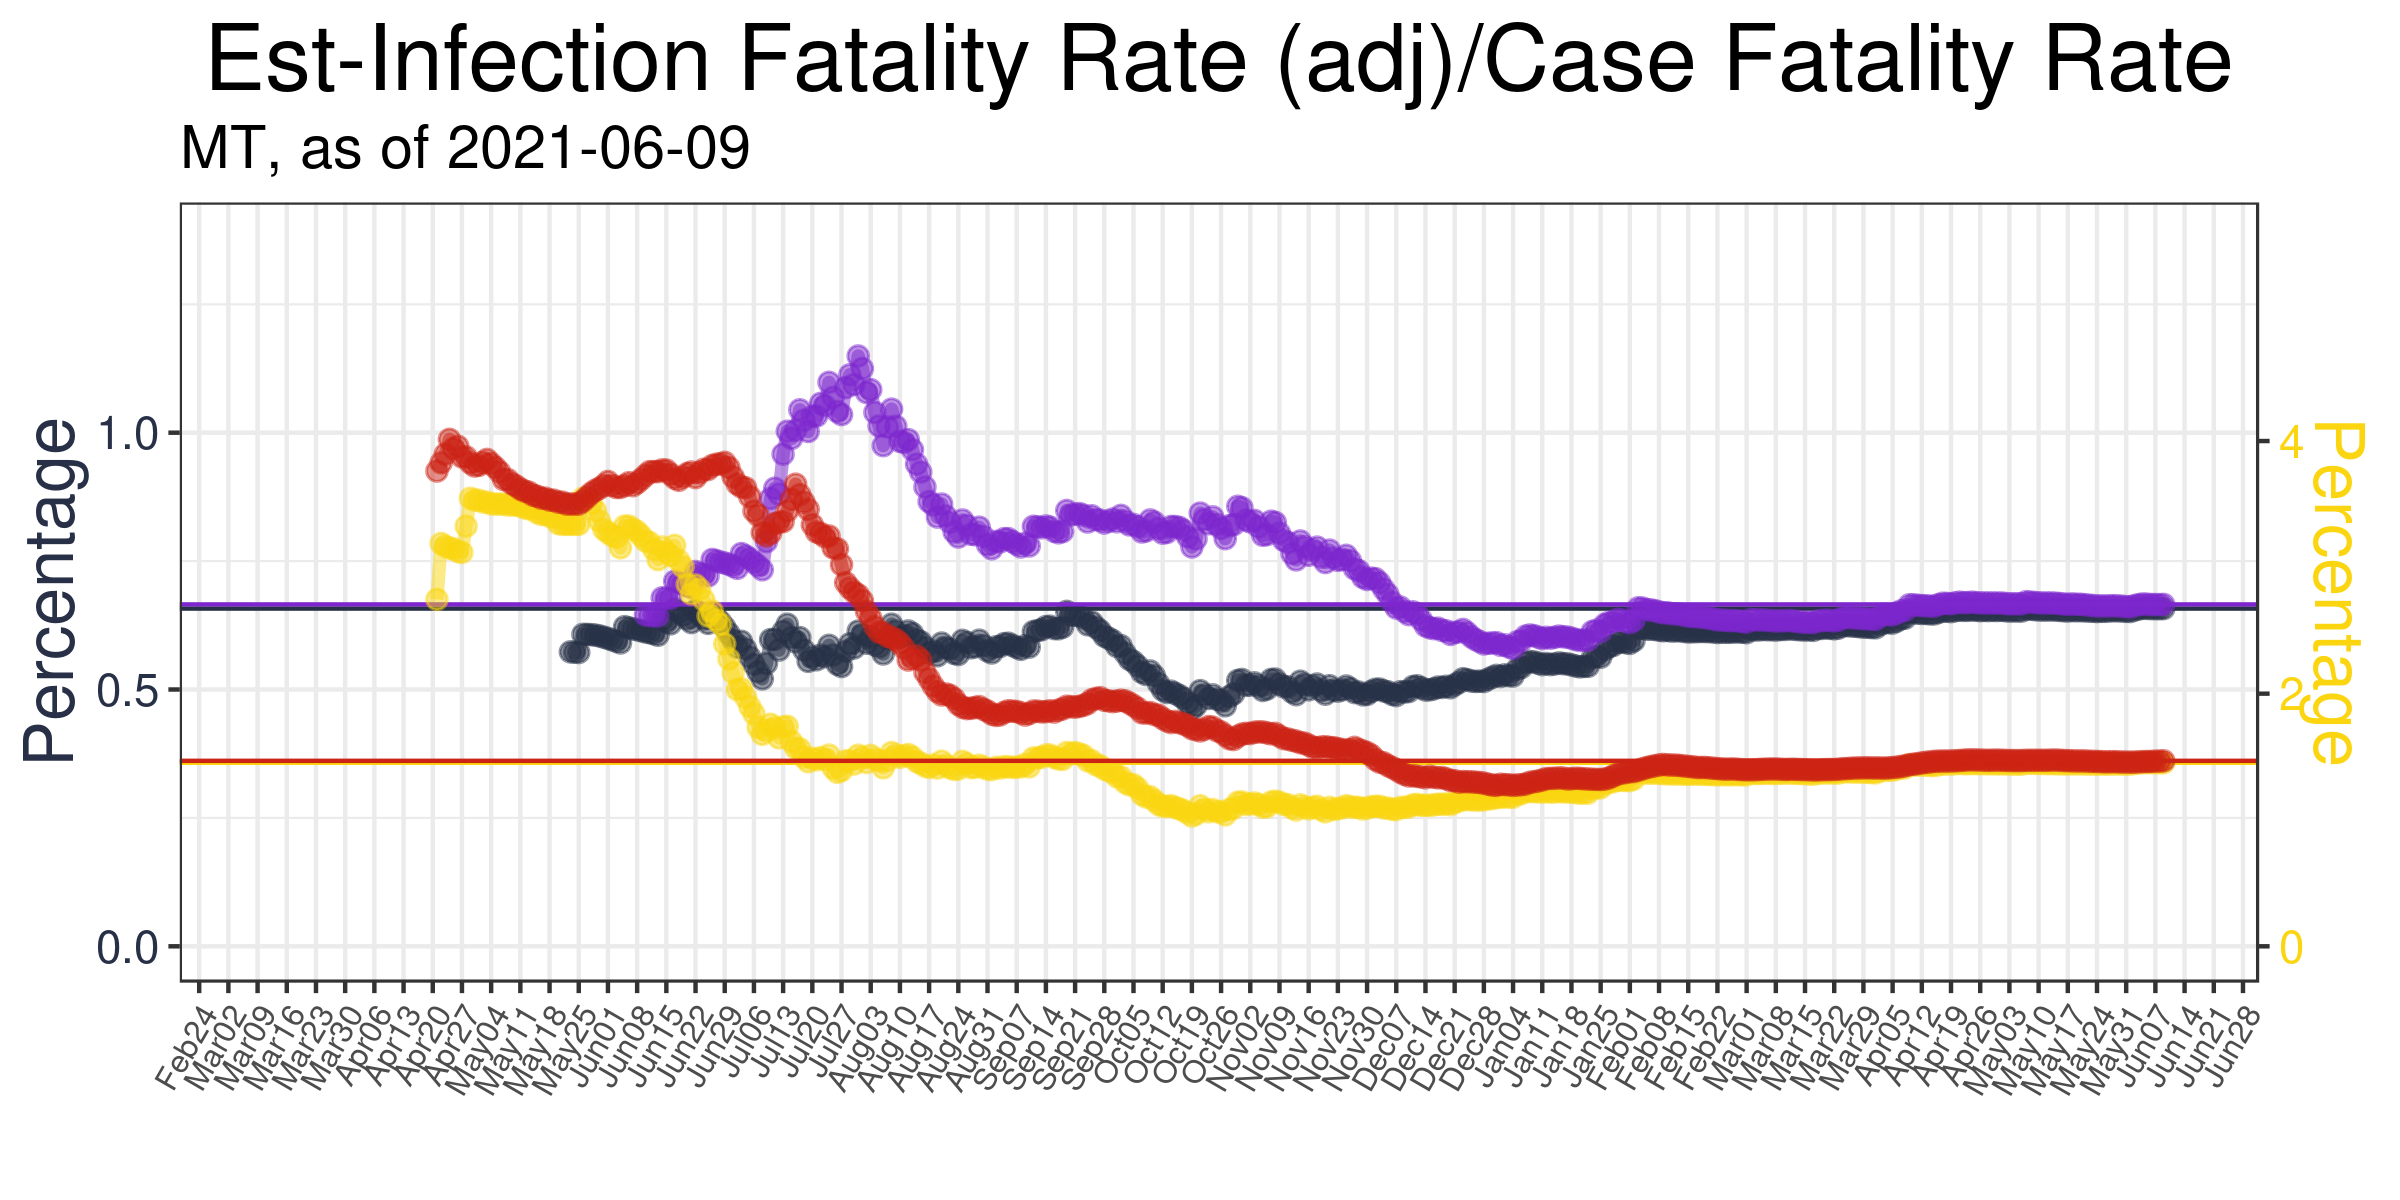 Est-Infection Fatality Rate (adj)/Case Fatality Rate
MT, as of 2021-06-09
Percentage
1.0
0.5
0.0
Percentage
4
2
0
Feb24
Mar02
Mar09
Mar16
Mar23
Mar30
Apr06
Apr13
Apr20
Apr27
May04
May11
May18
May25
Jun01
Jun08
Jun15
Jun22
Jun29
Jul06
Jul13
Jul20
Jul27
Aug03
Aug10
Aug17
Aug24
Aug31
Sep07
Sep14
Sep21
Sep28
Oct05
Oct12
Oct19
Oct26
Nov02
Nov09
Nov16
Nov23
Nov30
Dec07
Dec14
Dec21
Dec28
Jan04
Jan11
Jan18
Jan25
Feb01
Feb08
Feb15
Feb22
Mar01
Mar08
Mar15
Mar22
Mar29
Apr05
Apr12
Apr19
Apr26
May03
May10
May17
May24
May31
Jun07
Jun14
Jun21
Jun28